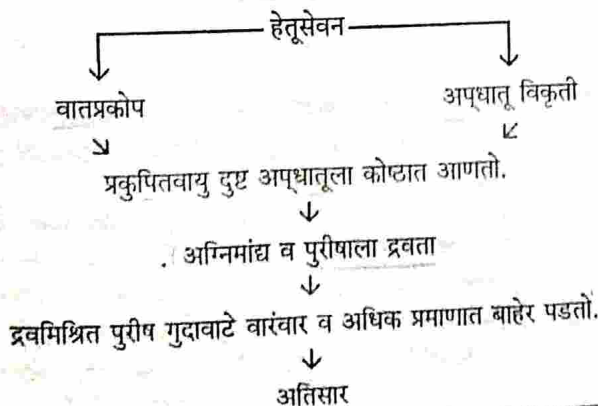 हेतूसेवन
वातप्रकोप अप्‌धातू विकृती
प्रकुपितवायु दुष्ट अप्‌धातूला कोष्ठात आणतो.
अग्निमांद्य व पुरीषाला द्रवता
द्रवमिश्रित पुरीष गुदावाटे वारंवार व अधिक प्रमाणात बाहेर पडतो.
अतिसार